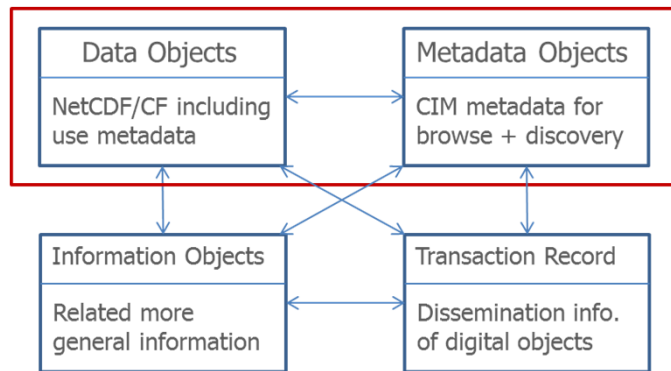 Data Objects
NetCDF/CF including
use metadata
Metadata Objects
CIM metadata for
browse + discovery
Information Objects
Related more
general information
Transaction Record
Dissemination info.
of digital objects